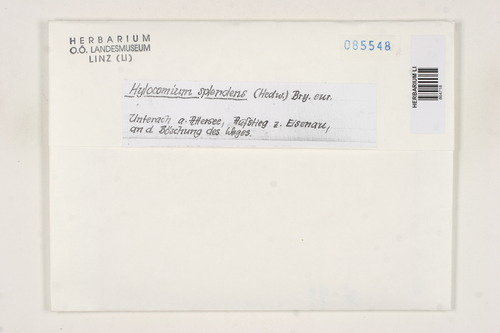 HERBARIUM
O.Ö. LANDESMUSEUM
LINZ (LI)
085548
HERBARIUM LI
Hylocomium splendens (Hedw.) Bry. eur.
Unterach a. Attersee, Aufstieg z. Eisenau,
an d. Böschung des Weges.